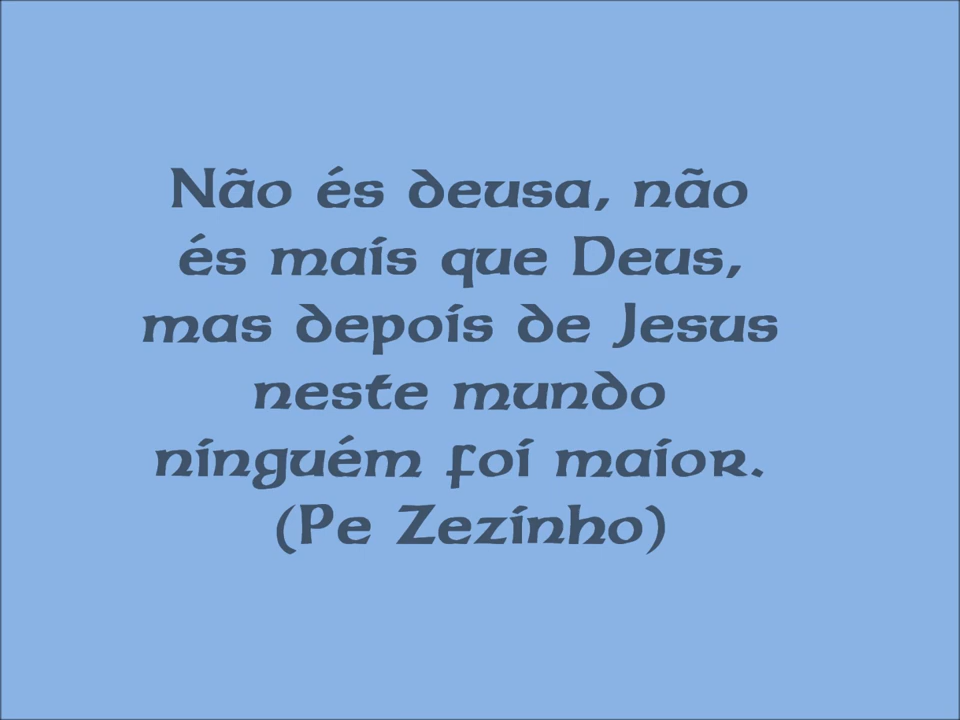 Não és deusa, não
és mais que Deus,
mas depois de Jesus
neste mundo
ninguém foi maior.
(Pe Zezinho)